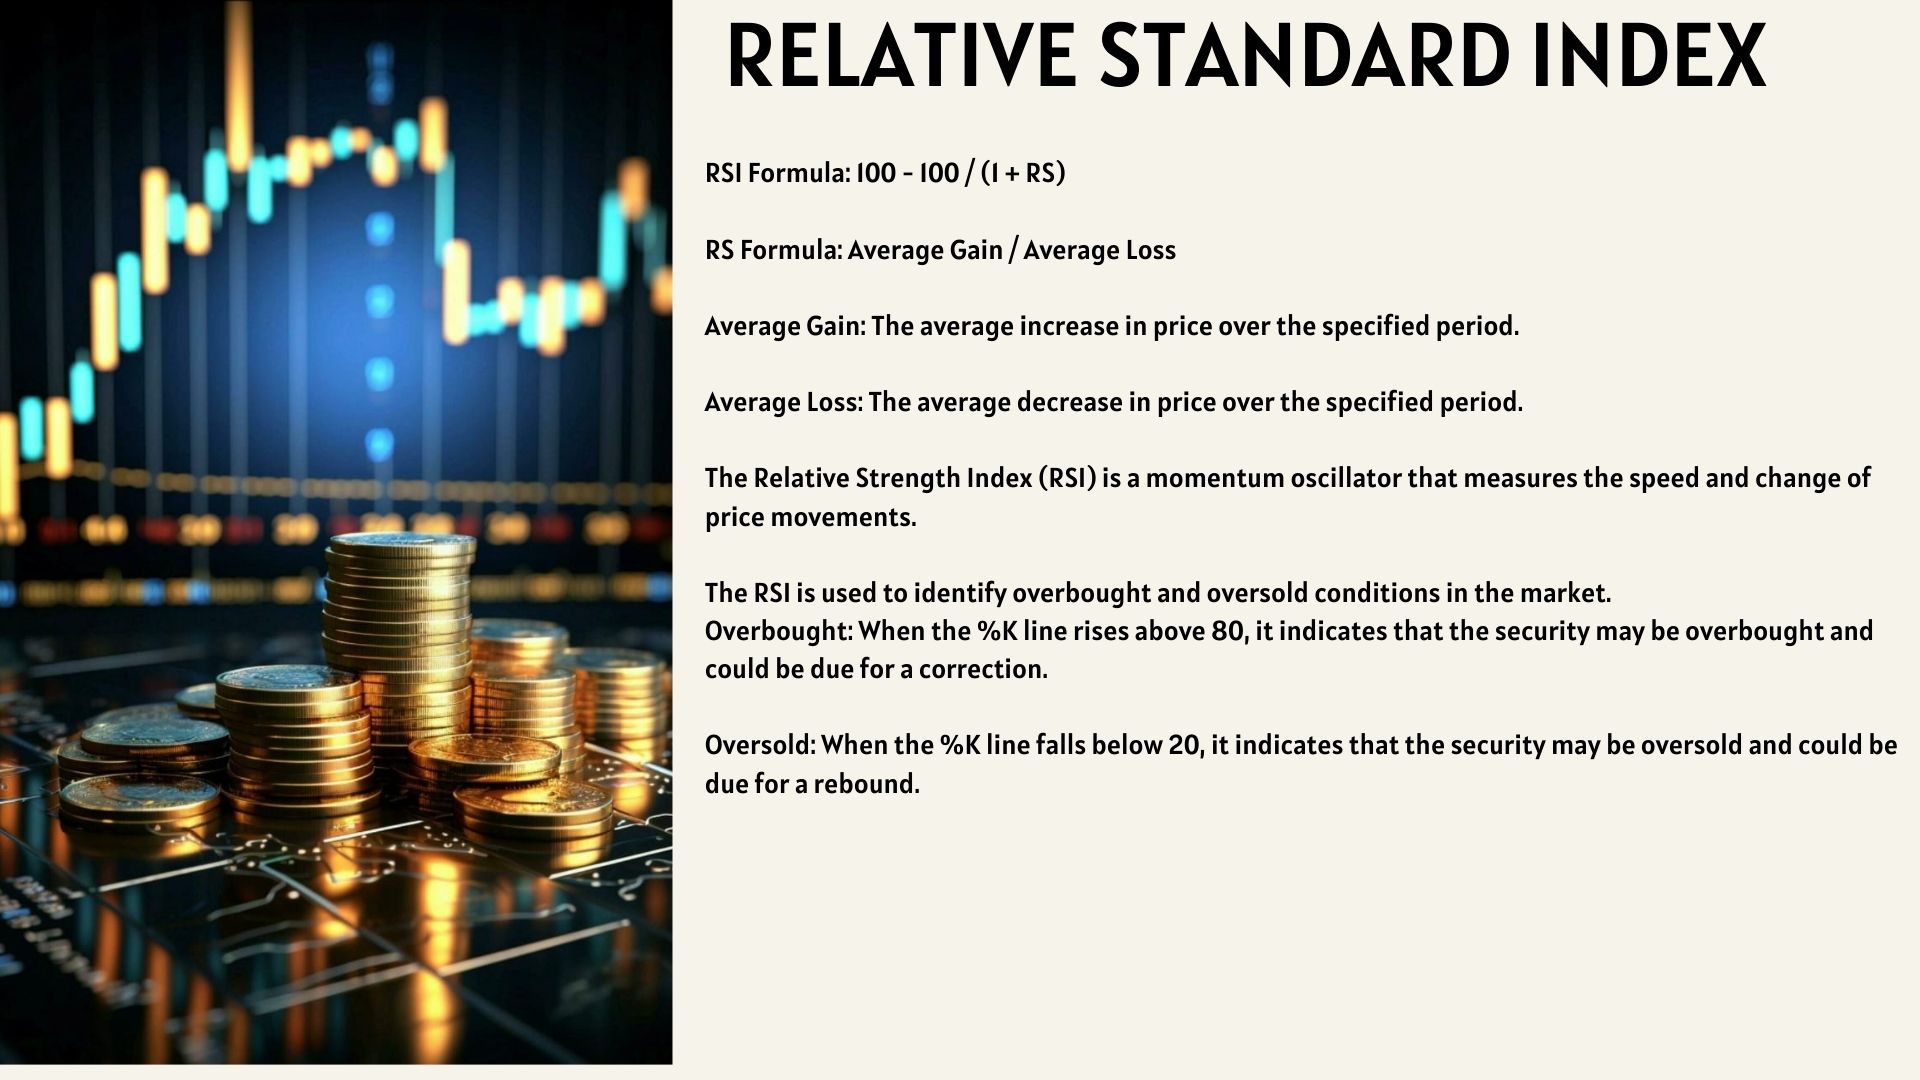 RELATIVE STANDARD INDEX
RSI Formula: 100 - 100 / (1 + RS)
RS Formula: Average Gain / Average Loss
Average Gain: The average increase in price over the specified period.
Average Loss: The average decrease in price over the specified period.
The Relative Strength Index (RSI) is a momentum oscillator that measures the speed and change of
price movements.
The RSI is used to identify overbought and oversold conditions in the market.
Overbought: When the %K line rises above 80, it indicates that the security may be overbought and
could be due for a correction.
Oversold: When the %K line falls below 20, it indicates that the security may be oversold and could be
due for a rebound.